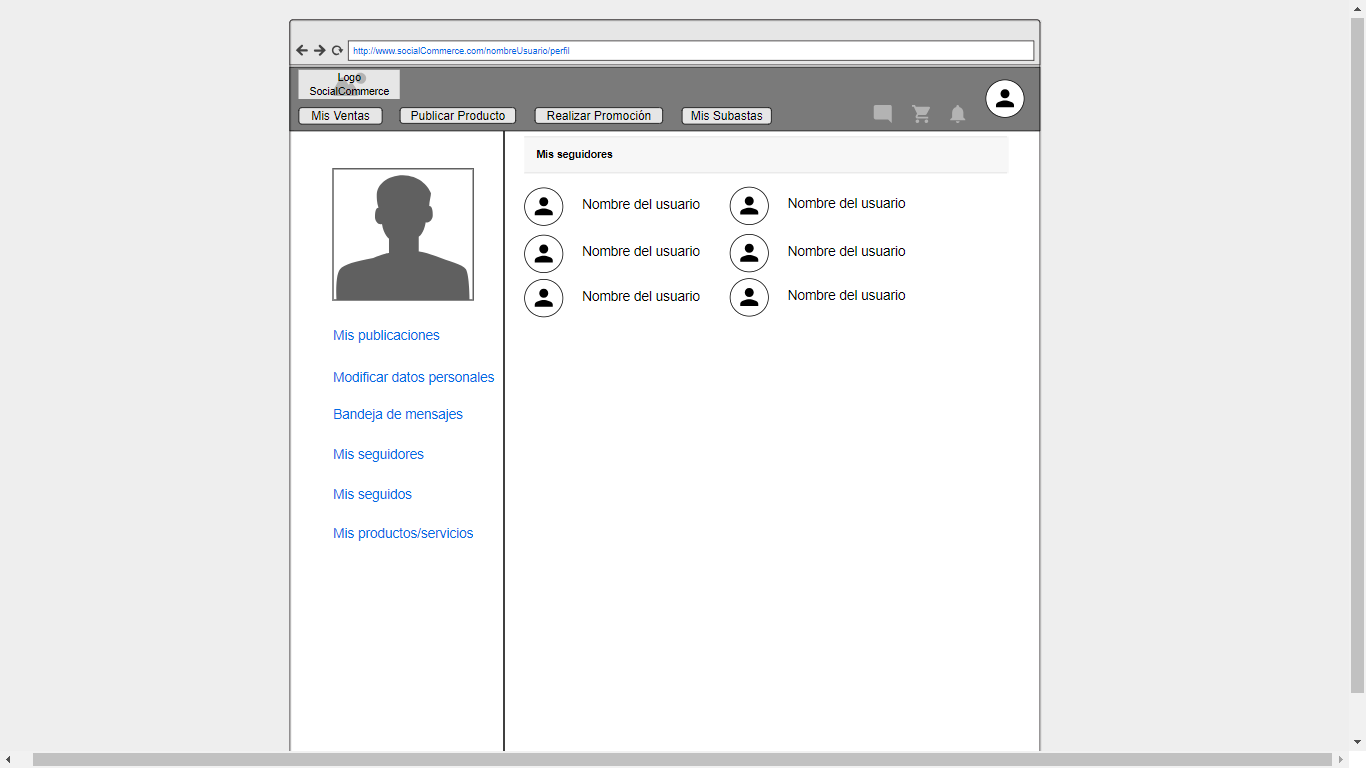 http://www.socialCommerce.com/nombreUsuario/perfil
Logo
SocialCommerce
Mis Ventas
Publicar Producto
Realizar Promoción
Mis Subastas
Mis publicaciones
Modificar datos personales
Bandeja de mensajes
Mis seguidores
Mis seguidos
Mis productos/servicios
Mis seguidores
Nombre del usuario
Nombre del usuario
Nombre del usuario
Nombre del usuario
Nombre del usuario
Nombre del usuario